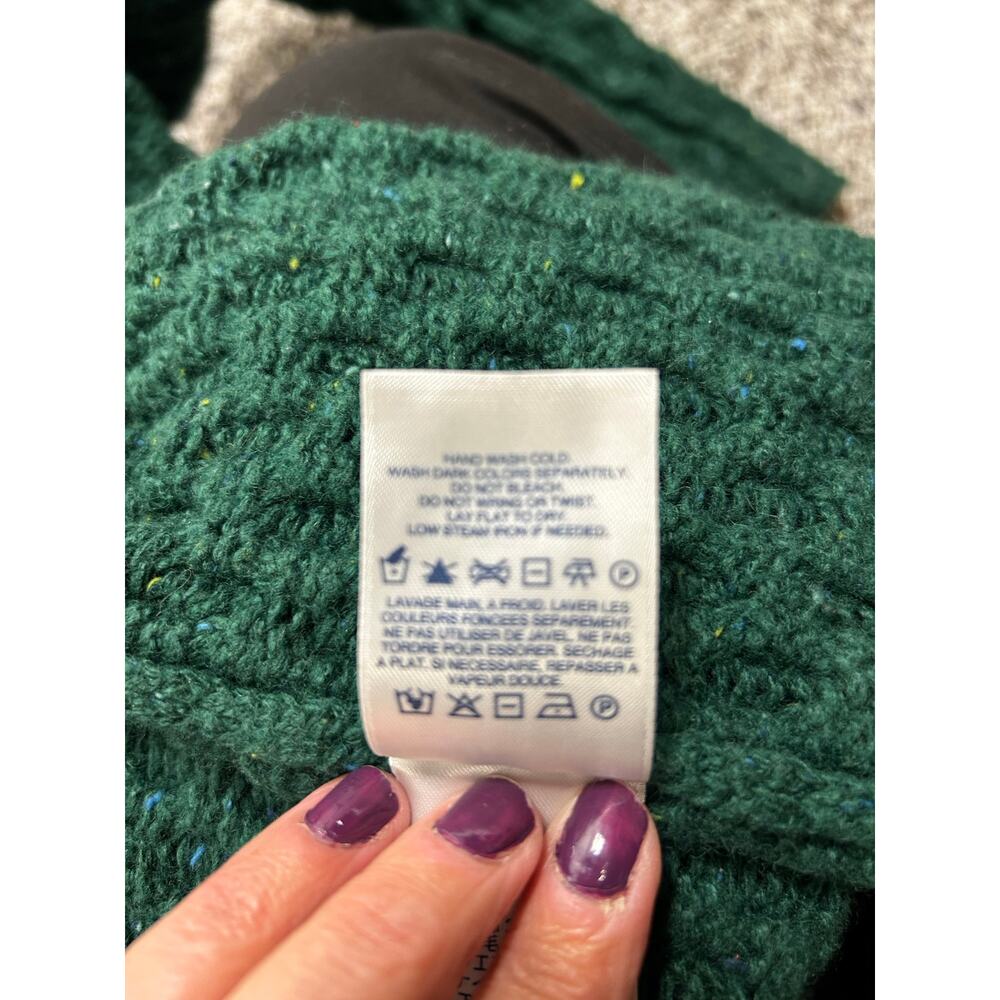 HAND WASH COLD.
WASH DARK COLORS SEPARATELY.
DO NOT BLEACH.
DO NOT WRING OR TWIST.
LAY FLAT TO DRY.
LOW STEAM IRON IF NEEDED.
P
LAVAGE MAIN, A FROID. LAVER LES
COULEURS FONCEES SEPAREMENT.
NE PAS UTILISER DE JAVEL. NE PAS
TORDRE POUR ESSORER. SECHAGE
A PLAT. SI NECESSAIRE, REPASSER A
VAPEUR DOUCE.
P